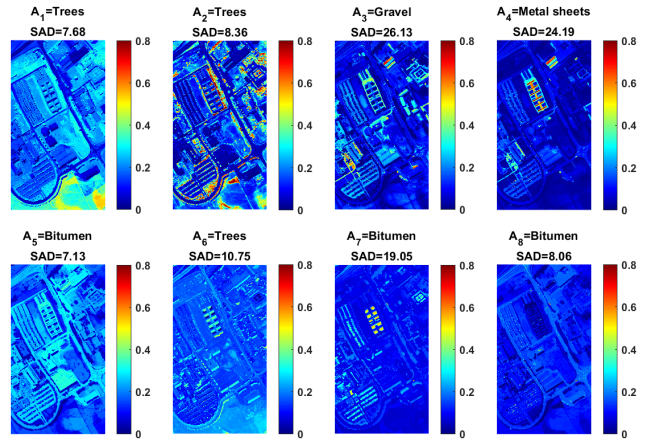 A1=Trees
SAD=7.68
A2=Trees
SAD=8.36
A3=Gravel
SAD=26.13
A4=Metal sheets
SAD=24.19
0.8
0.6
0.4
0.2
0
0.8
0.6
0.4
0.2
0
0.8
0.6
0.4
0.2
0
0.8
0.6
0.4
0.2
0
A5=Bitumen
SAD=7.13
A6=Trees
SAD=10.75
A7=Bitumen
SAD=19.05
A8=Bitumen
SAD=8.06
0.8
0.6
0.4
0.2
0
0.8
0.6
0.4
0.2
0
0.8
0.6
0.4
0.2
0
0.8
0.6
0.4
0.2
0